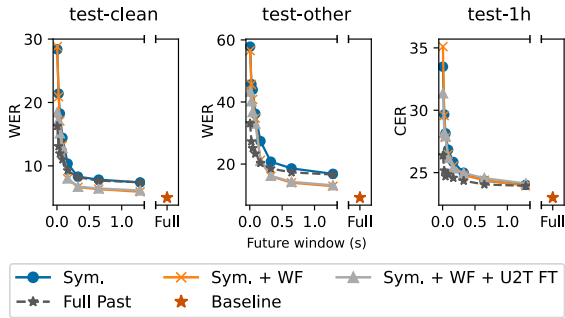 test-clean
test-other
test-1h
WER
30
20
10
0.0
0.5
1.0
Full
WER
60
40
20
0.0
0.5
1.0
Full
CER
35
30
25
0.0
0.5
1.0
Full
Future window (s)
Sym.
Sym. + WF
Sym. + WF + U2T FT
Full Past
Baseline